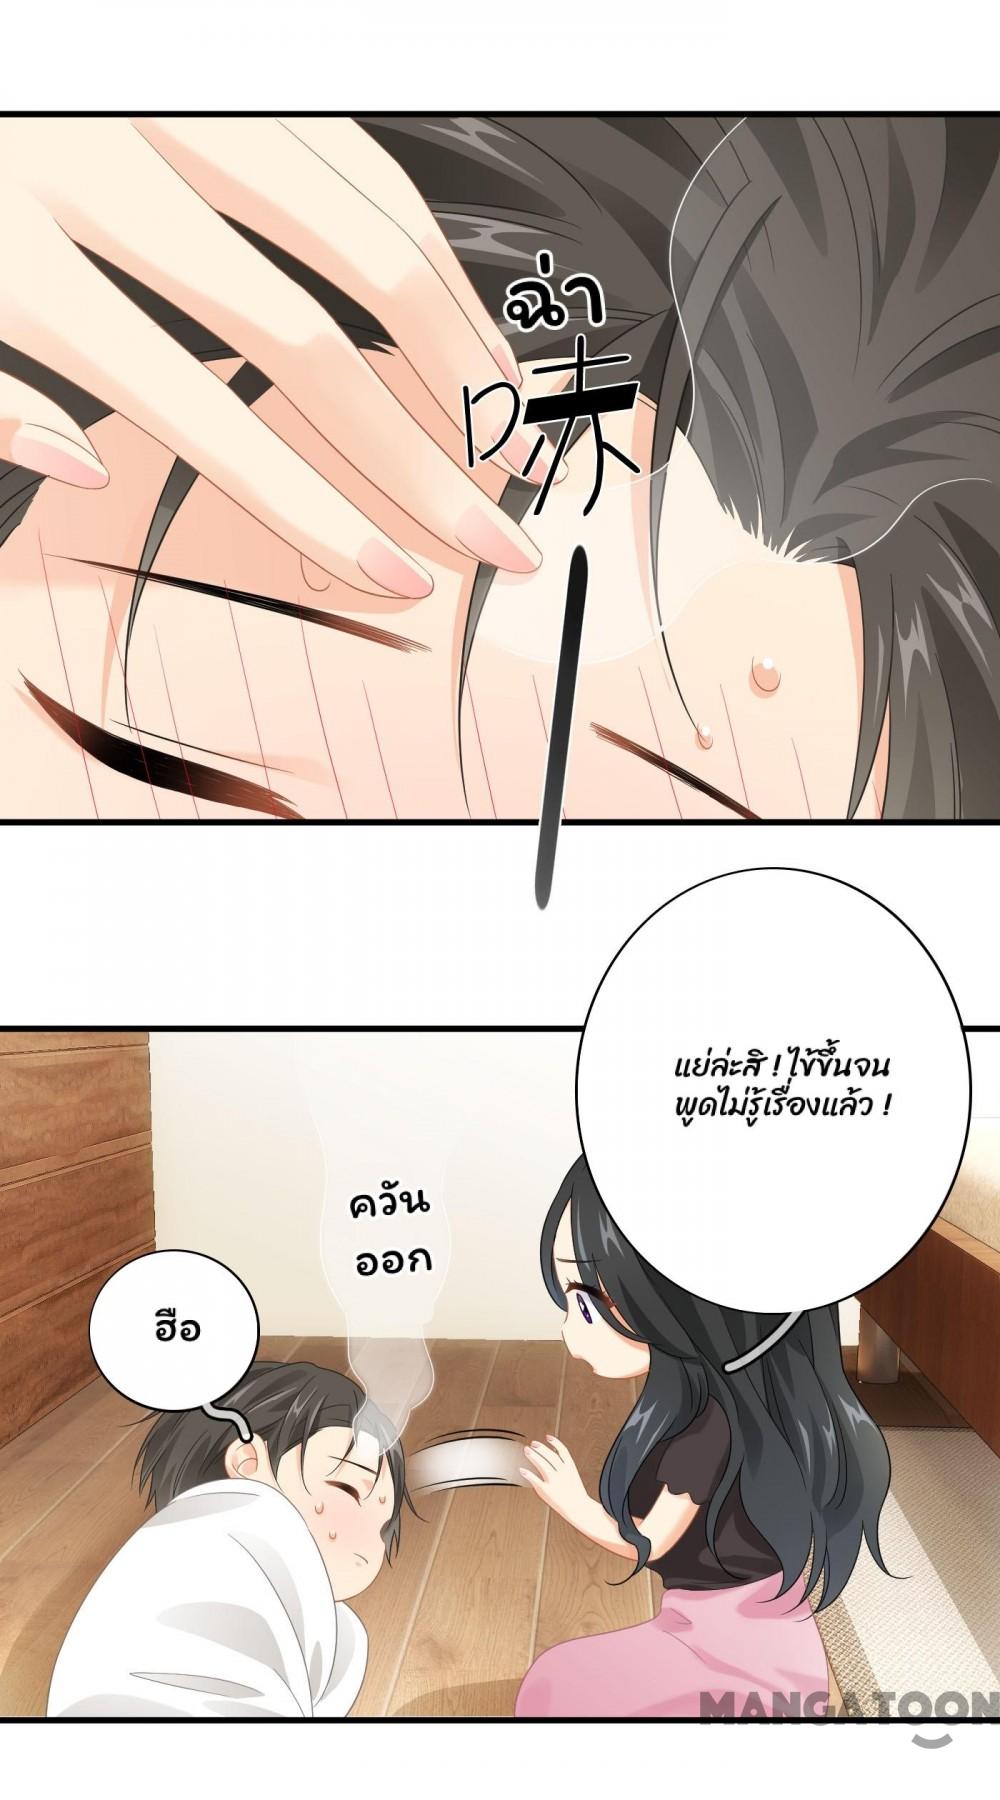 ฉ่า
味
แย่ล่ะสิ ! ไข้ขึ้นจน
พูดไม่รู้เรื่องแล้ว !
ควัน
ออก
ฮือ
MANGATOON